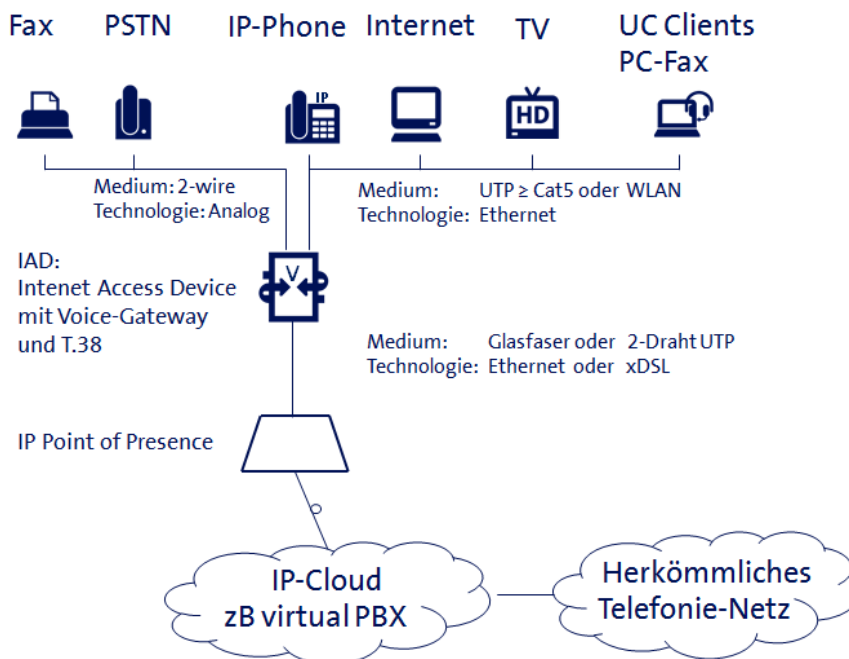 Fax
PSTN
IP-Phone
Internet
TV
UC Clients
PC-Fax
IP
HD
Medium: 2-wire
Technologie: Analog
Medium: UTP ≥ Cat5 oder WLAN
Technologie: Ethernet
IAD:
Intenet Access Device
mit Voice-Gateway
und T.38
V
Medium: Glasfaser oder 2-Draht UTP
Technologie: Ethernet oder xDSL
IP Point of Presence
IP-Cloud
zB virtual PBX
Herkömmliches
Telefonie-Netz